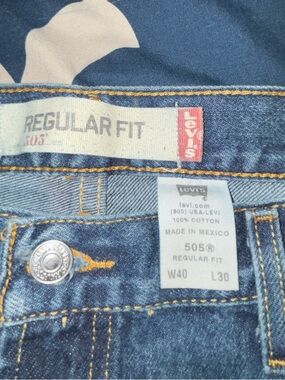 REGULAR FIT
505
Levi's
LEVI'S
levi.com
(800) USA-LEVI
100% COTTON
MADE IN MEXICO
505®
REGULAR FIT
W40 L30